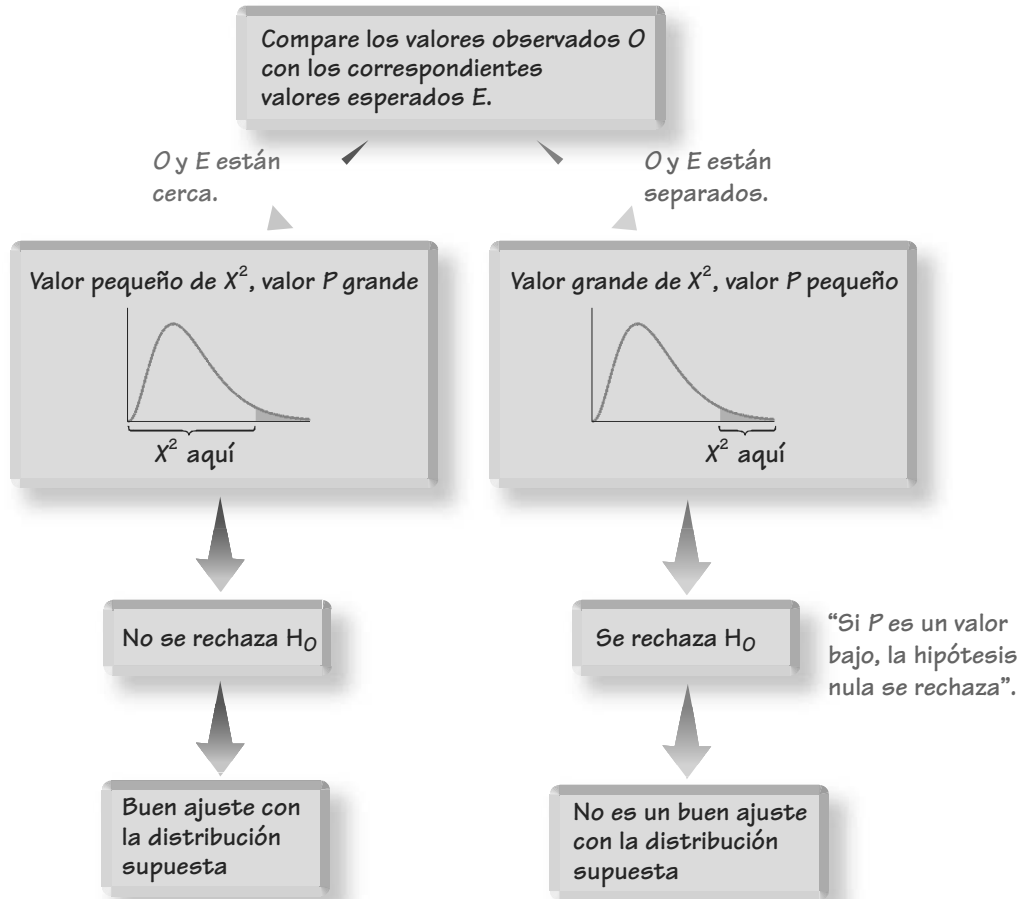 Compare los valores observados O
con los correspondientes
valores esperados E.
O y E están
cerca.
O y E están
separados.
Valor pequeño de X², valor P grande
X² aquí
Valor grande de X², valor P pequeño
X² aquí
No se rechaza H₀
Se rechaza H₀
“Si P es un valor
bajo, la hipótesis
nula se rechaza”.
Buen ajuste con
la distribución
supuesta
No es un buen ajuste
con la distribución
supuesta